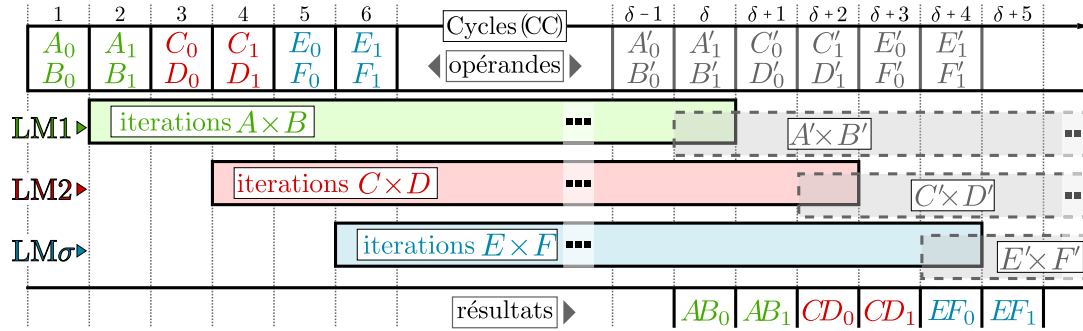 1 2 3 4 5 6 Cycles (CC) δ − 1 δ δ + 1 δ + 2 δ + 3 δ + 4 δ + 5
A₀ A₁ C₀ C₁ E₀ E₁ A′₀ A′₁ C′₀ C′₁ E′₀ E′₁
B₀ B₁ D₀ D₁ F₀ F₁ opérandes B′₀ B′₁ D′₀ D′₁ F′₀ F′₁
LM1 iterations A×B ... A′×B′ ..
LM2 iterations C×D ... C′×D′ ..
LMσ iterations E×F ... E′×F′
résultats AB₀ AB₁ CD₀ CD₁ EF₀ EF₁